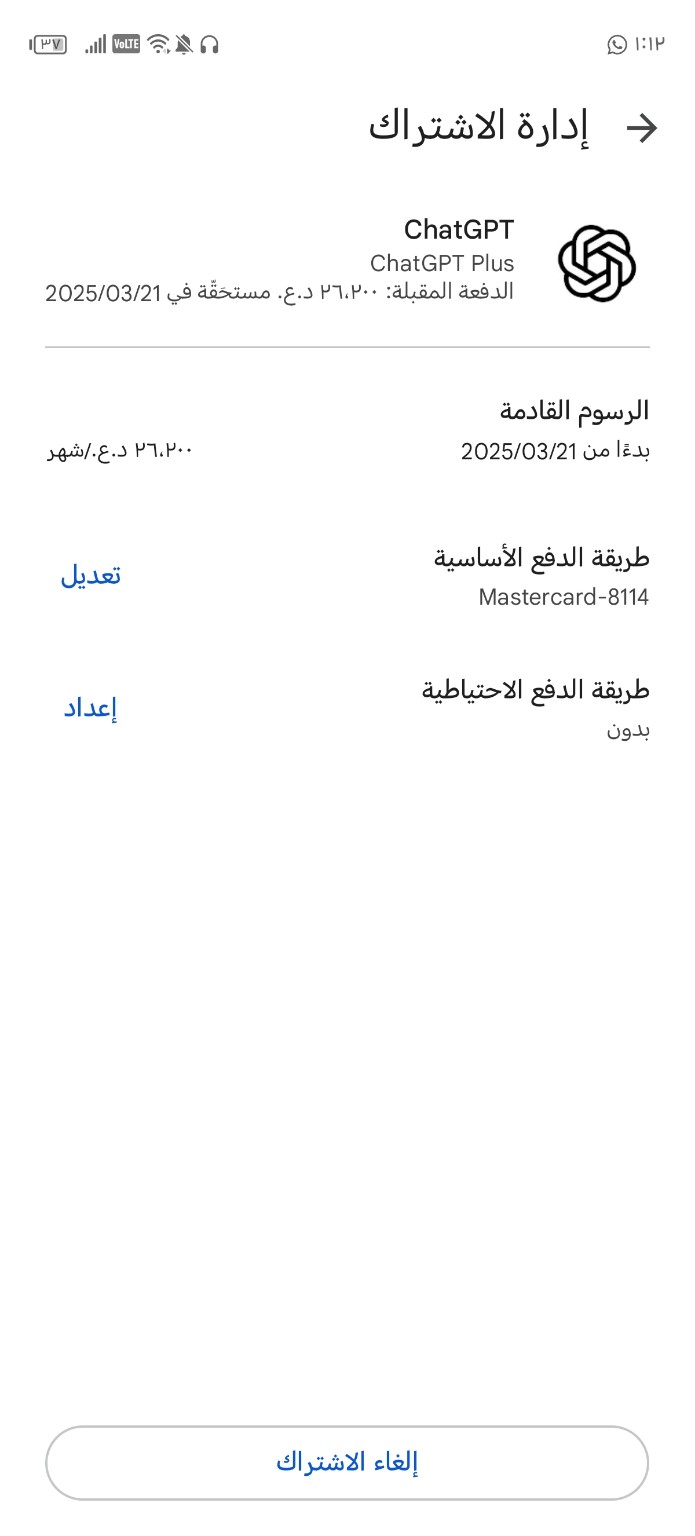 ١:١٢
٣٧
VoLTE
إدارة الاشتراك
ChatGPT
ChatGPT Plus
الدفعة المقبلة: ٢٦،٢٠٠ د.ع. مستحَقّة في 2025/03/21
الرسوم القادمة
بدءًا من 2025/03/21
٢٦،٢٠٠ د.ع./شهر
طريقة الدفع الأساسية
Mastercard-8114
تعديل
طريقة الدفع الاحتياطية
بدون
إعداد
إلغاء الاشتراك